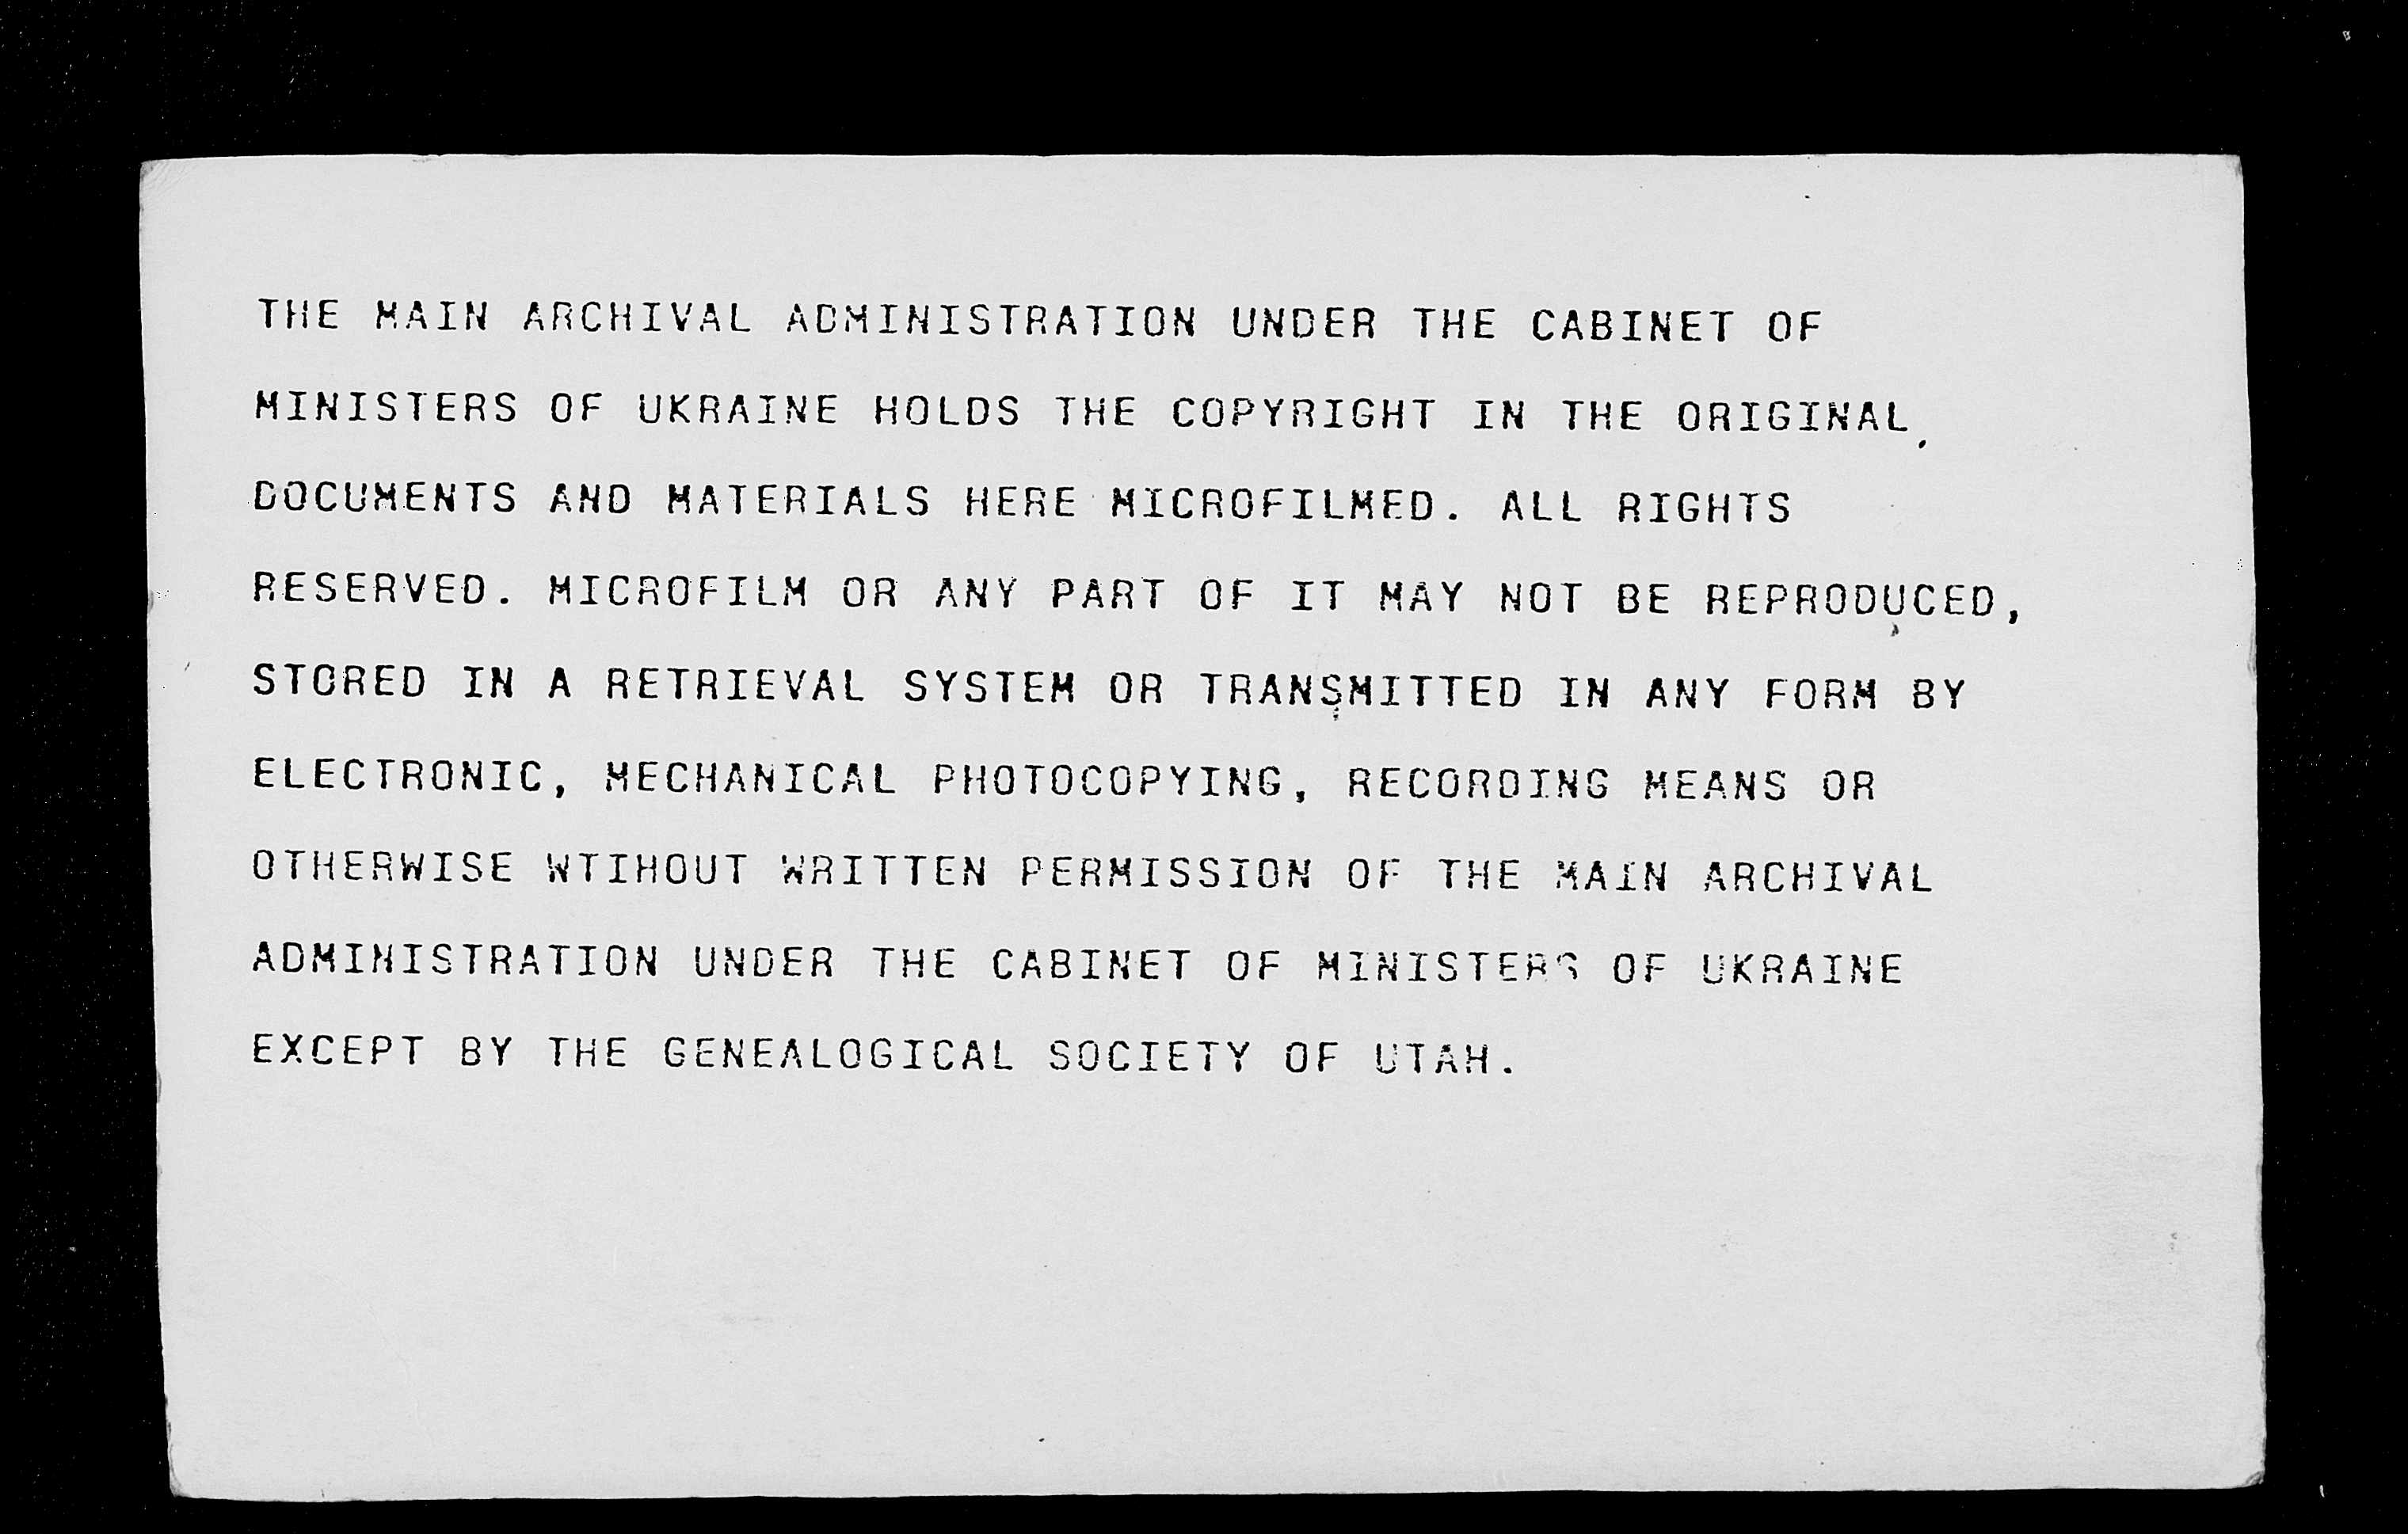 THE MAIN ARCHIVAL ADMINISTRATION UNDER THE CABINET OF
MINISTERS OF UKRAINE HOLDS THE COPYRIGHT IN THE ORIGINAL
DOCUMENTS AND MATERIALS HERE MICROFILMED. ALL RIGHTS
RESERVED. MICROFILM OR ANY PART OF IT MAY NOT BE REPRODUCED,
STORED IN A RETRIEVAL SYSTEM OR TRANSMITTED IN ANY FORM BY
ELECTRONIC, MECHANICAL PHOTOCOPYING, RECORDING MEANS OR
OTHERWISE WTIHOUT WRITTEN PERMISSION OF THE MAIN ARCHIVAL
ADMINISTRATION UNDER THE CABINET OF MINISTERS OF UKRAINE
EXCEPT BY THE GENEALOGICAL SOCIETY OF UTAH.